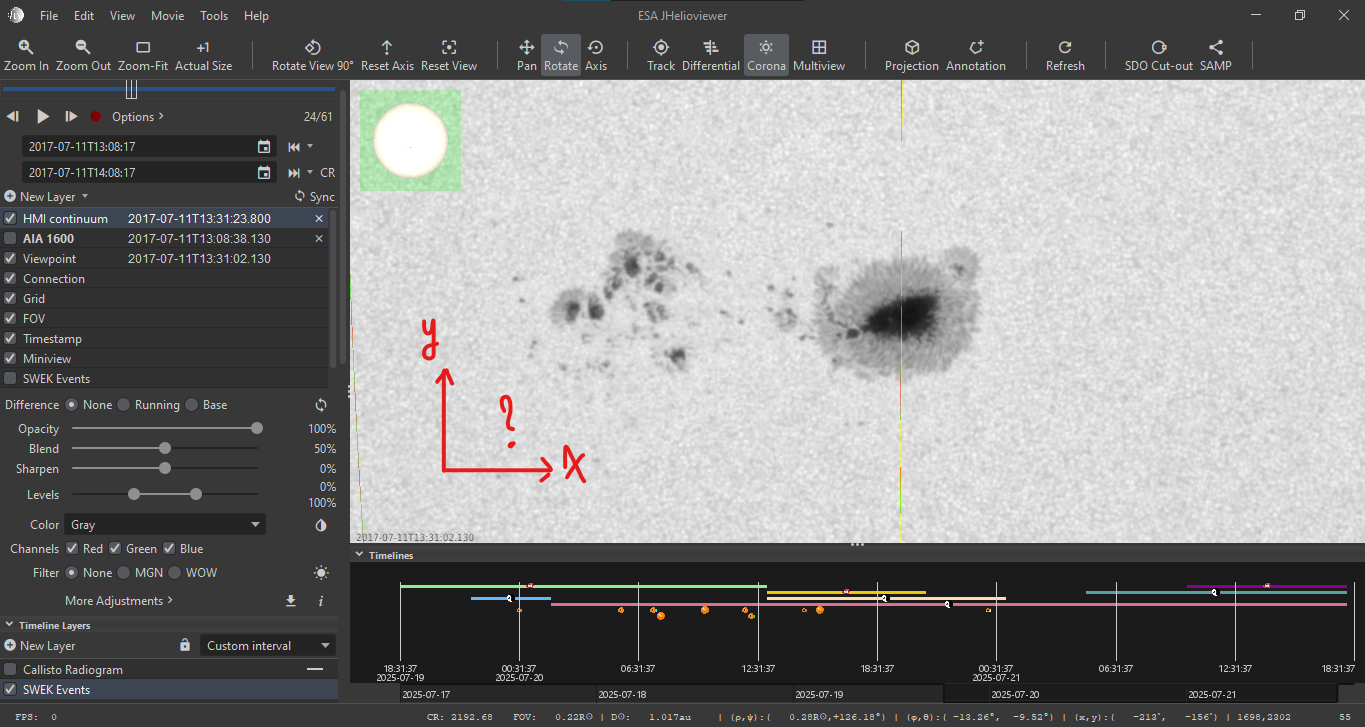 ESA JHelioviewer
File Edit View Movie Tools Help
Zoom In Zoom Out Zoom-Fit +1 Actual Size Rotate View 90° Reset Axis Reset View Pan Rotate Axis Track Differential Corona Multiview Projection Annotation Refresh SDO Cut-out SAMP
Options 24/61
2017-07-11T13:08:17
2017-07-11T14:08:17 CR
New Layer Sync
HMI continuum 2017-07-11T13:31:23.800
AIA 1600 2017-07-11T13:08:38.130
Viewpoint 2017-07-11T13:31:02.130
Connection
Grid
FOV
Timestamp
Miniview
SWEK Events
Difference None Running Base
Opacity 100%
Blend 50%
Sharpen 0%
Levels 0%
100%
Color Gray
Channels Red Green Blue
Filter None MGN WOW
More Adjustments
Timeline Layers
New Layer Custom interval
Callisto Radiogram
SWEK Events
y
?
x
2017-07-11T13:31:02.130
Timelines
18:31:37 00:31:37 06:31:37 12:31:37 18:31:37 00:31:37 06:31:37 12:31:37 18:31:37
2025-07-19 2025-07-20 2025-07-21
2025-07-17 2025-07-18 2025-07-19 2025-07-20 2025-07-21
FPS: 0 CR: 2192.68 FOV: 0.22R⊙ | D⊙: 1.017au | (ρ,ψ):( 0.28R⊙,+126.18°) | (φ,θ):( -13.26°, -9.52°) | (x,y):( -213″, -156″) | 1698,2302 55